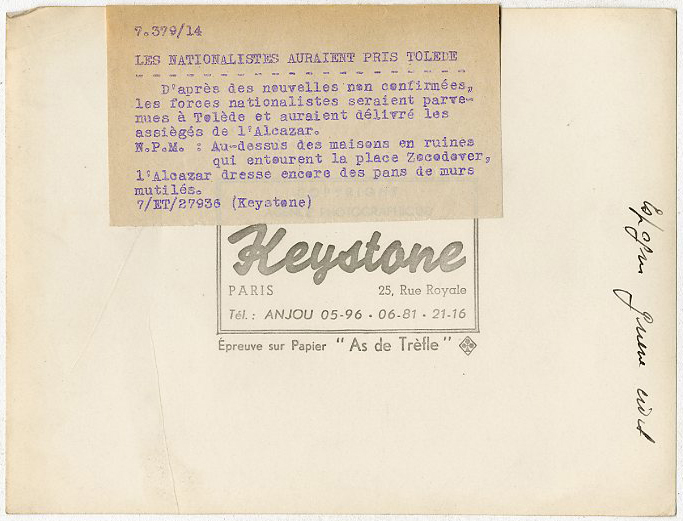 7.379/14
LES NATIONALISTES AURAIENT PRIS TOLEDE
D'après des nouvelles non confirmées,
les forces nationalistes seraient parve-
nues à Tolède et auraient délivré les
assiégés de l'Alcazar.
N.P.M. : Au-dessus des maisons en ruines
qui entourent la place Zocodover,
l'Alcazar dresse encore des pans de murs
mutilés.
7/ET/27936 (Keystone)
Keystone
PARIS 25, Rue Royale
Tél.: ANJOU 05-96 • 06-81 • 21-16
Épreuve sur Papier "As de Trèfle"
Espagne guerre civile